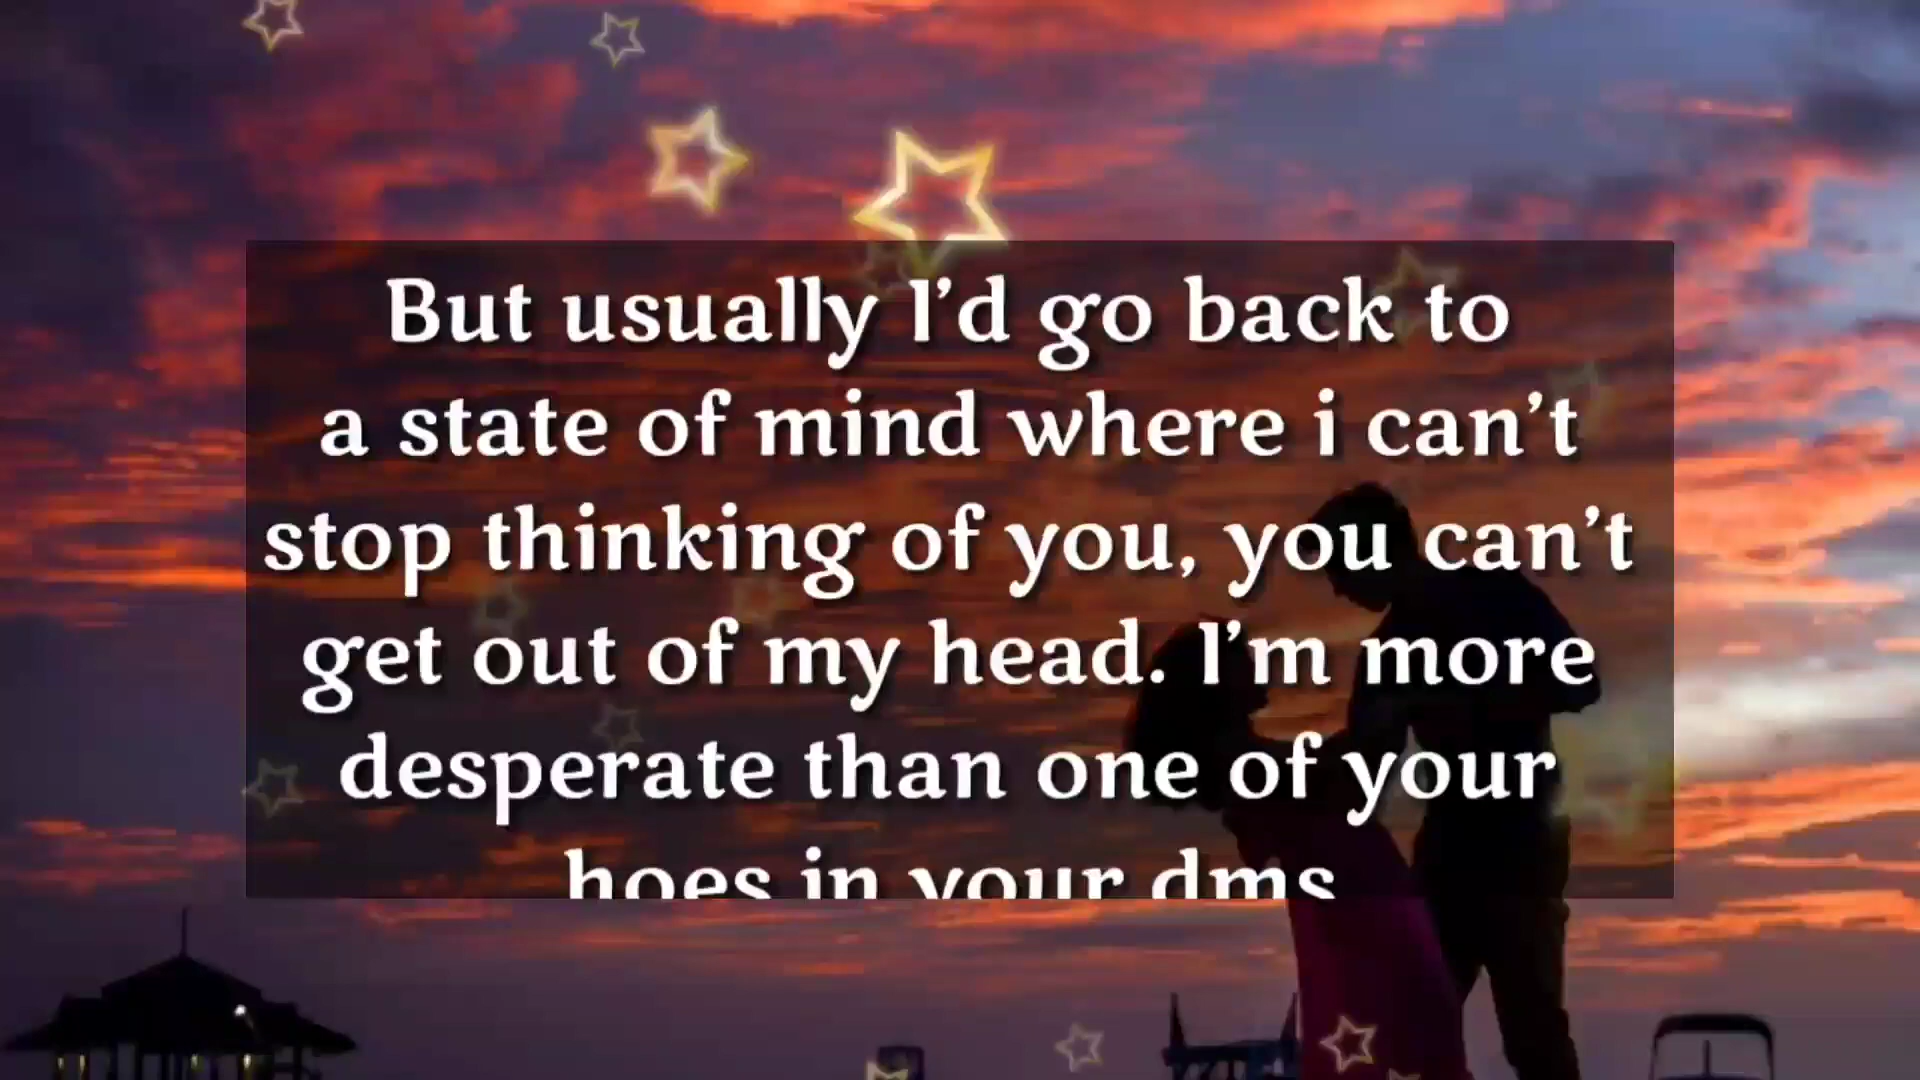 But usually I’d go back to
a state of mind where i can’t
stop thinking of you, you can’t
get out of my head. I’m more
desperate than one of your
hoes in your dms